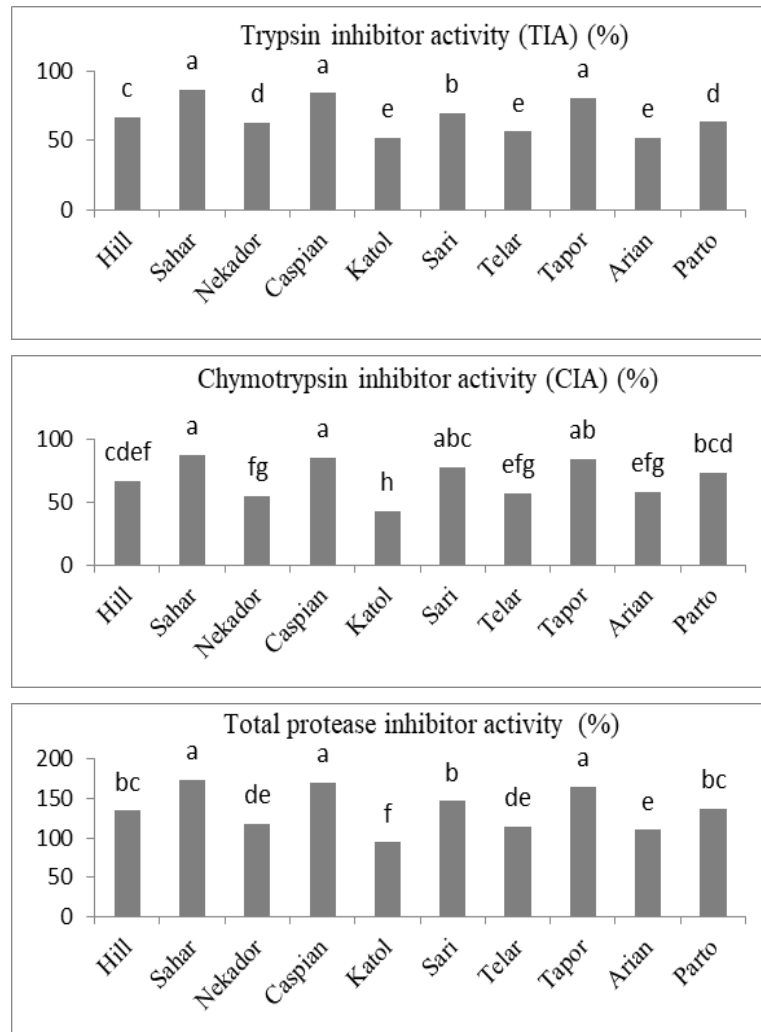 Trypsin inhibitor activity (TIA) (%)
100
50
0
c a d a e b e a e d
Hill Sahar Nekador Caspian Katol Sari Telar Tapor Arian Parto
Chymotrypsin inhibitor activity (CIA) (%)
100
50
0
cdef a fg a h abc efg ab efg bcd
Hill Sahar Nekador Caspian Katol Sari Telar Tapor Arian Parto
Total protease inhibitor activity (%)
200
150
100
50
0
bc a de a f b de a e bc
Hill Sahar Nekador Caspian Katol Sari Telar Tapor Arian Parto